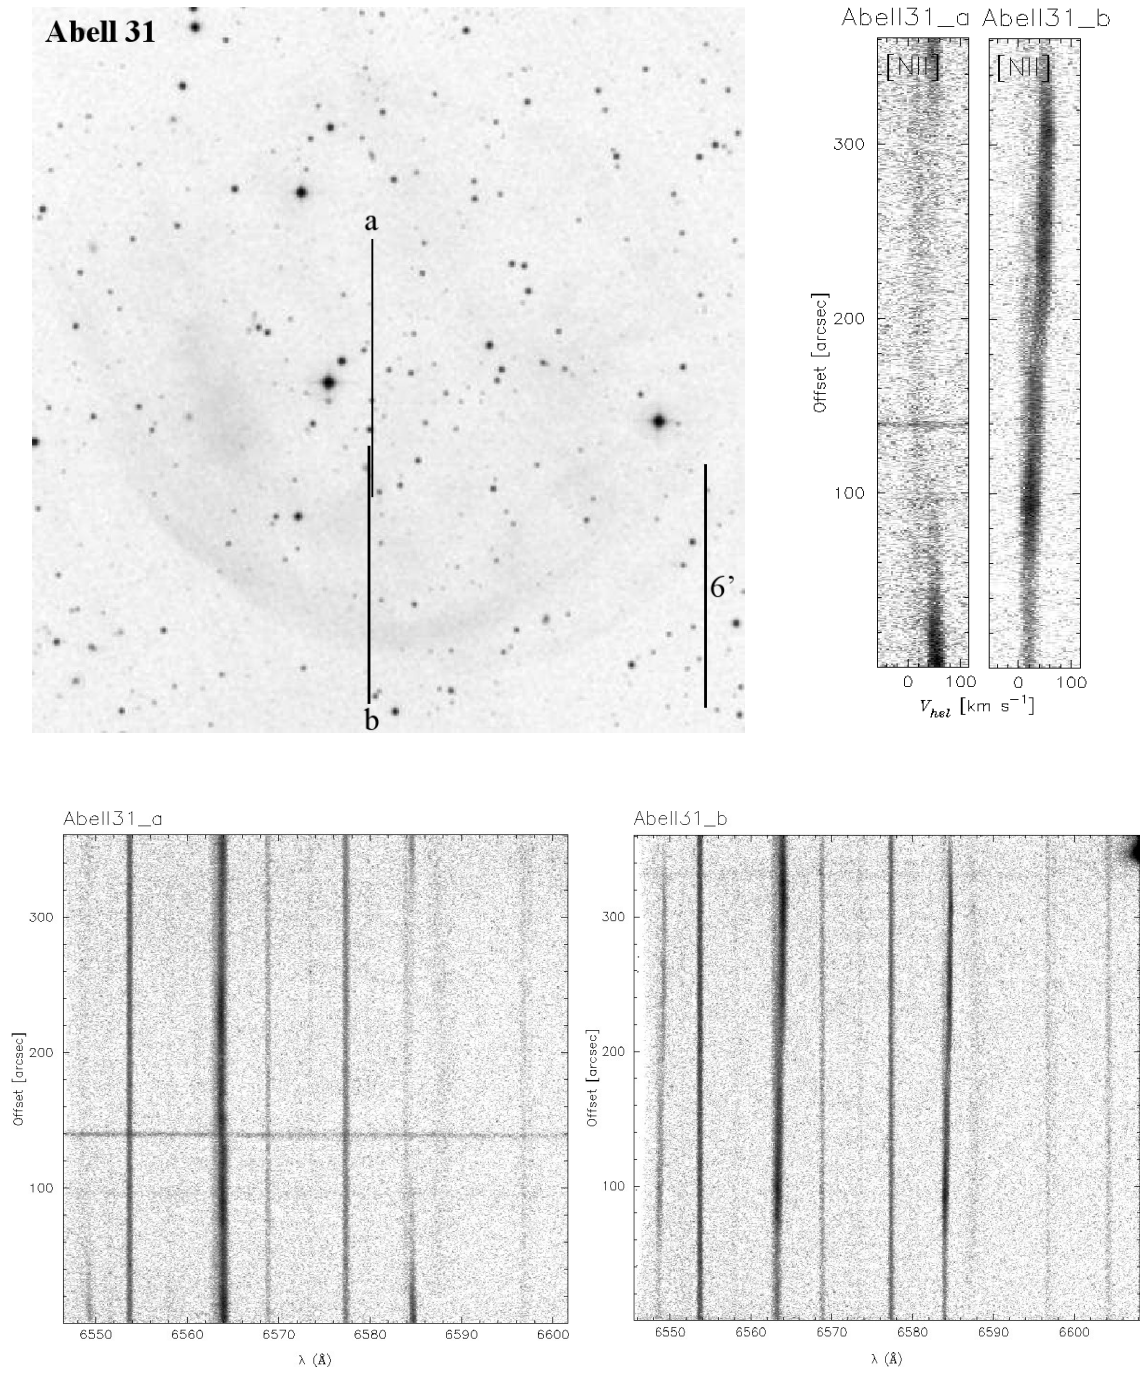 Abell 31
a
6’
b
Abell31_a Abell31_b
[NII] [NII]
300
200
100
Offset [arcsec]
0 100 0 100
V_hel [km s⁻¹]
Abell31_a
300
200
100
Offset [arcsec]
6550 6560 6570 6580 6590 6600
λ (Å)
Abell31_b
300
200
100
Offset [arcsec]
6550 6560 6570 6580 6590 6600
λ (Å)